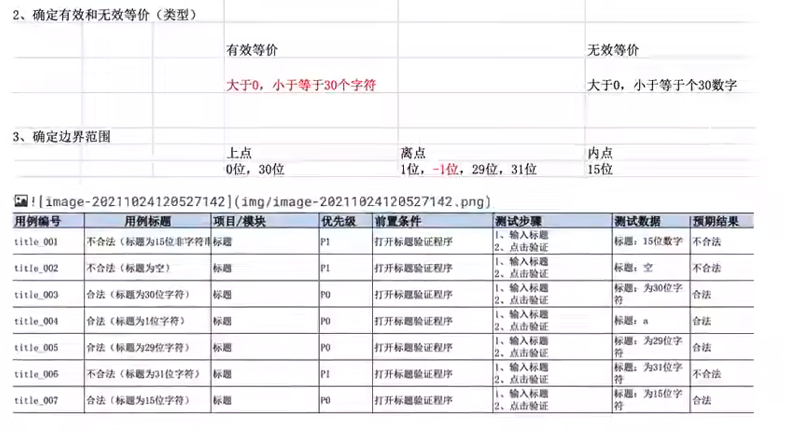 2、确定有效和无效等价（类型）
有效等价 无效等价
大于0，小于等于30个字符 大于0，小于等于个30数字
3、确定边界范围
上点 离点 内点
0位，30位 1位，-1位，29位，31位 15位
![image-20211024120527142](img/image-20211024120527142.png)
用例编号 用例标题 项目/模块 优先级 前置条件 测试步骤 测试数据 预期结果
title_001 不合法（标题为15位非字符串 标题 P1 打开标题验证程序 1、输入标题 2、点击验证 标题：15位数字 不合法
title_002 不合法（标题为空） 标题 P1 打开标题验证程序 1、输入标题 2、点击验证 标题：空 不合法
title_003 合法（标题为30位字符） 标题 P0 打开标题验证程序 1、输入标题 2、点击验证 标题：为30位字符 合法
title_004 合法（标题为1位字符） 标题 P0 打开标题验证程序 1、输入标题 2、点击验证 标题：a 合法
title_005 合法（标题为29位字符） 标题 P0 打开标题验证程序 1、输入标题 2、点击验证 标题：为29位字符 合法
title_006 不合法（标题为31位字符） 标题 P1 打开标题验证程序 1、输入标题 2、点击验证 标题：为31位字符 不合法
title_007 合法（标题为15位字符） 标题 P0 打开标题验证程序 1、输入标题 2、点击验证 标题：为15位字符 合法